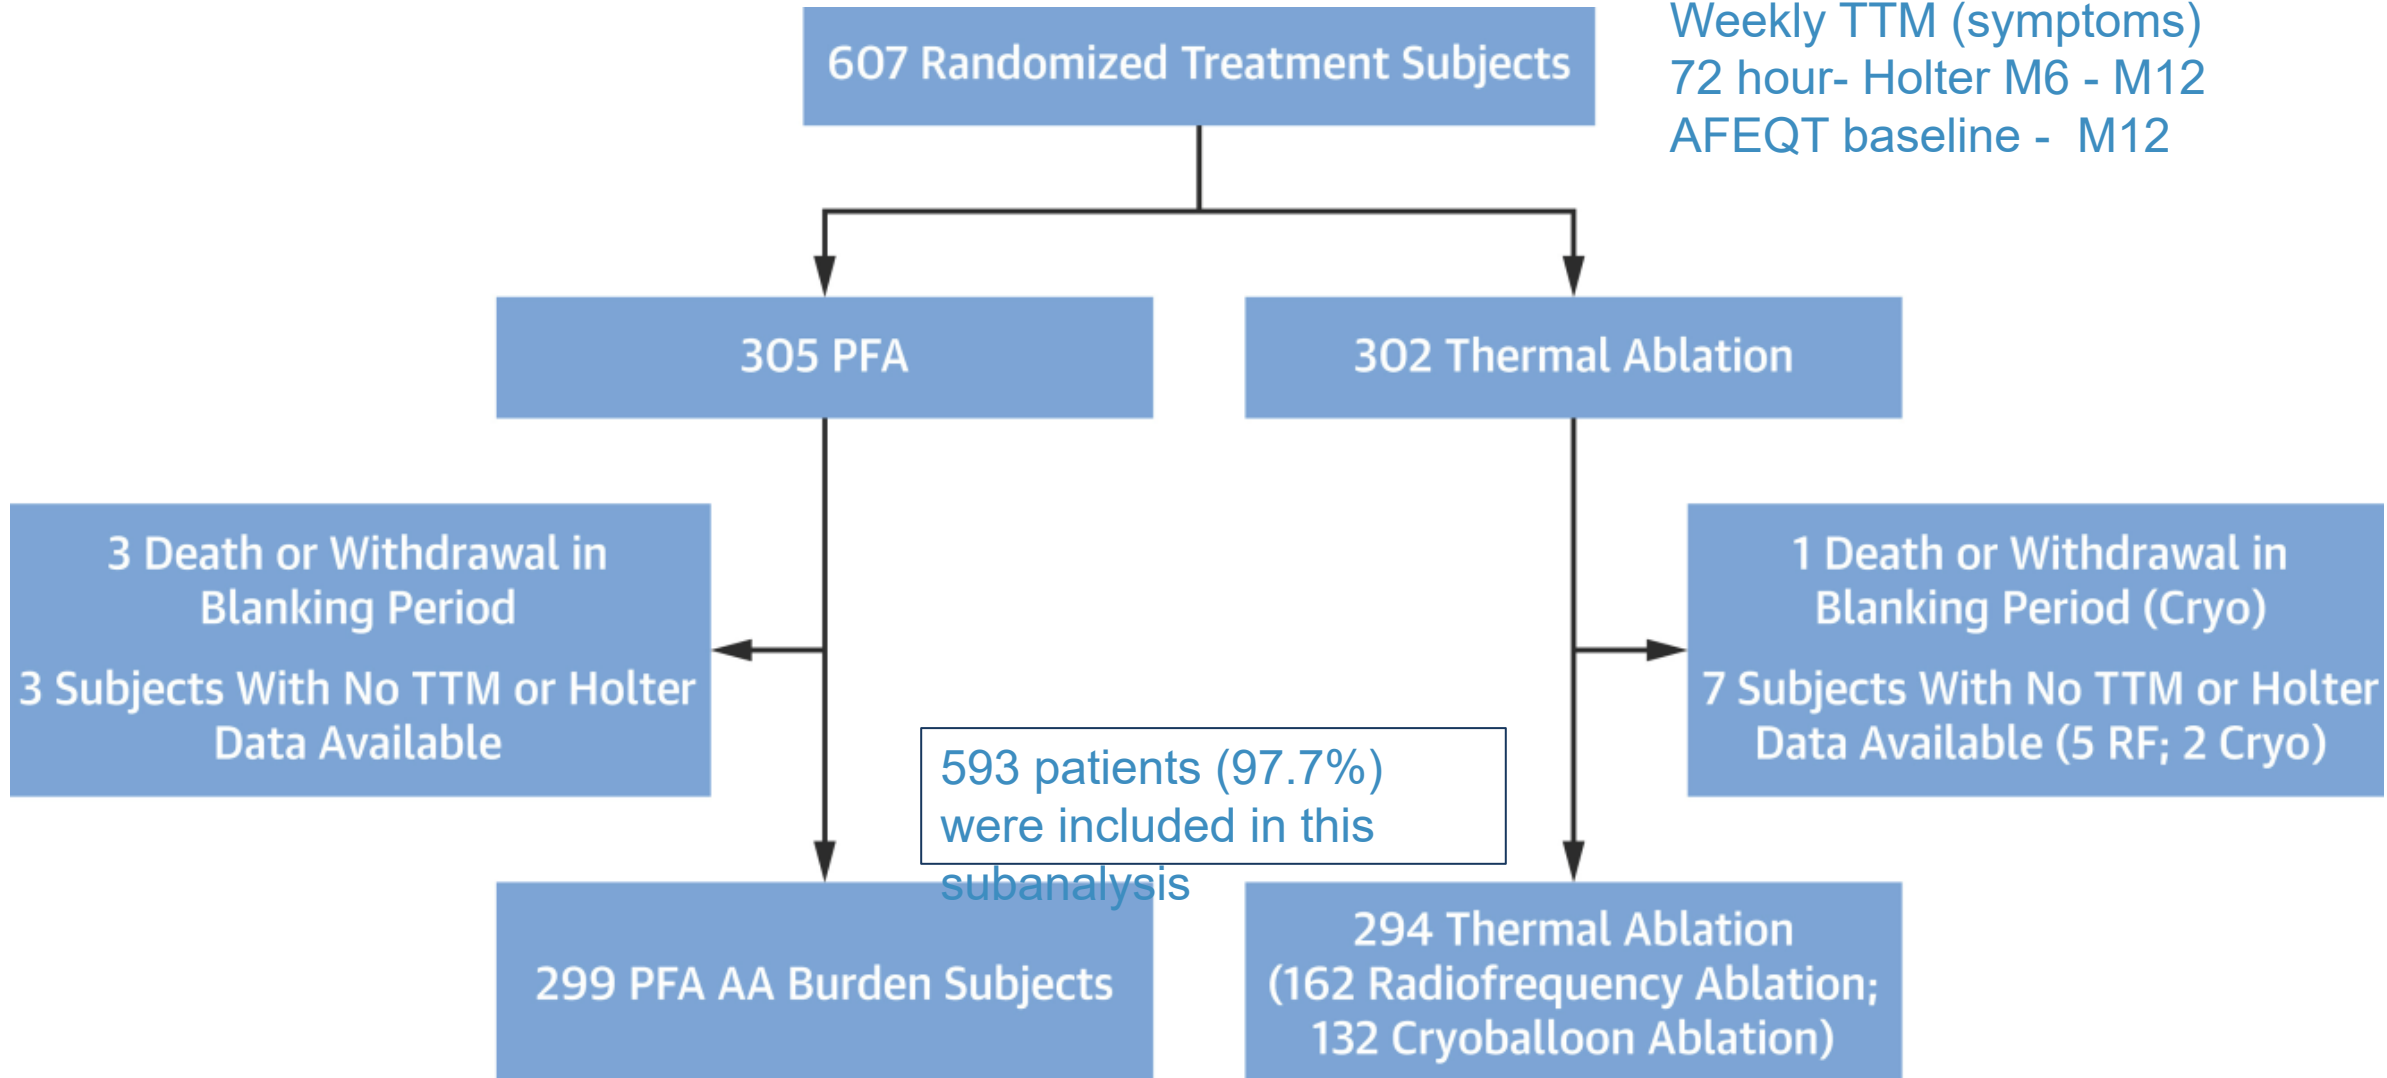 Weekly TTM (symptoms)
72 hour- Holter M6 - M12
AFEQT baseline -  M12
607 Randomized Treatment Subjects
305 PFA
302 Thermal Ablation
3 Death or Withdrawal in
Blanking Period
3 Subjects With No TTM or Holter
Data Available
1 Death or Withdrawal in
Blanking Period (Cryo)
7 Subjects With No TTM or Holter
Data Available (5 RF; 2 Cryo)
593 patients (97.7%)
were included in this
subanalysis
299 PFA AA Burden Subjects
294 Thermal Ablation
(162 Radiofrequency Ablation;
132 Cryoballoon Ablation)